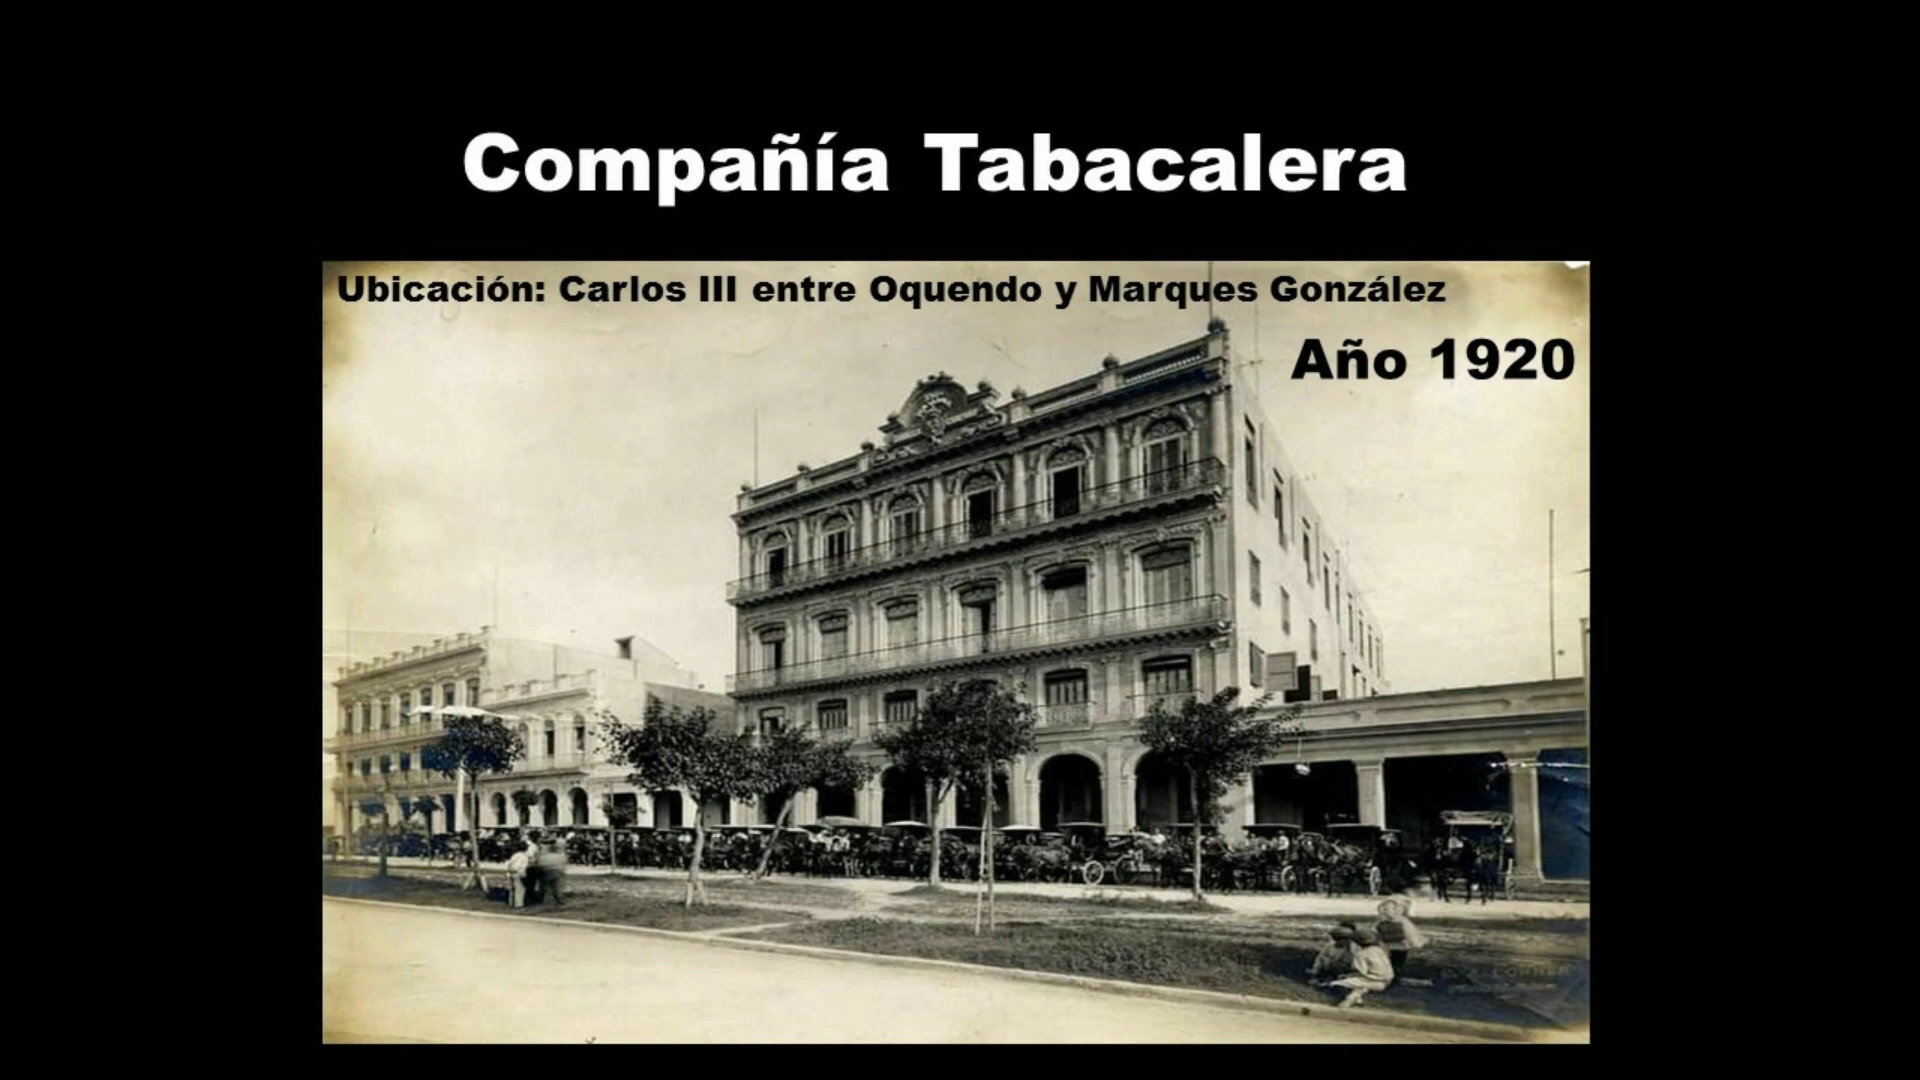 Compañía Tabacalera
Ubicación: Carlos III entre Oquendo y Marques González
Año 1920